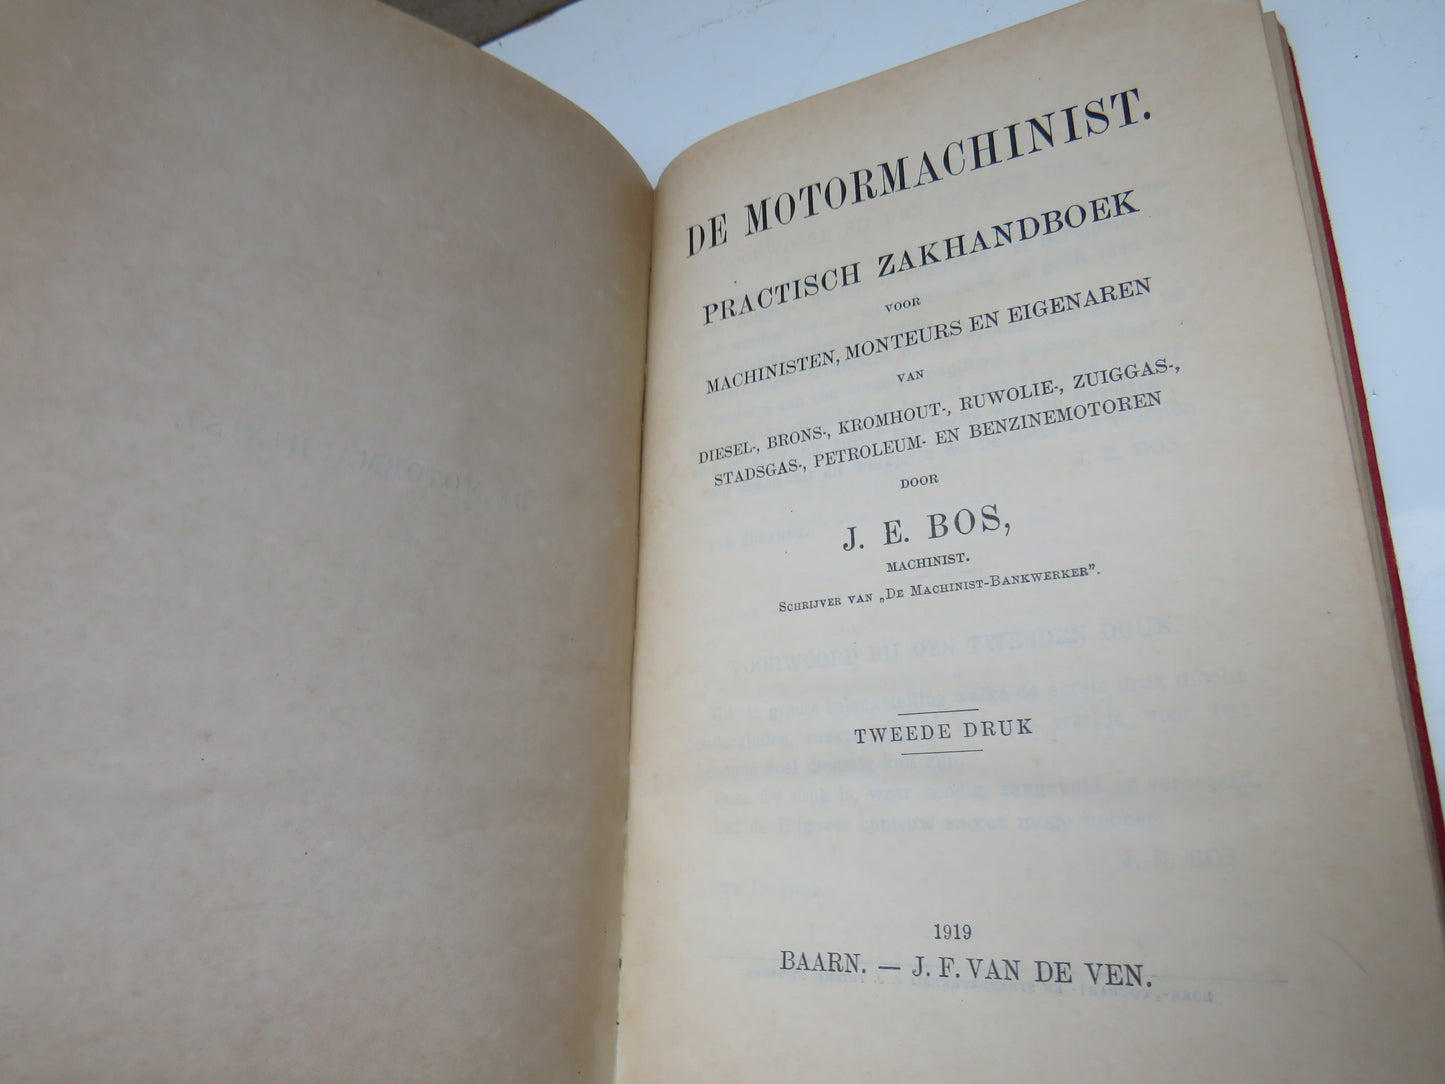 DE MOTORMACHINIST.
PRACTISCH ZAKHANDBOEK
VOOR
MACHINISTEN, MONTEURS EN EIGENAREN
VAN
DIESEL-, BRONS-, KROMHOUT-, RUWOLIE-, ZUIGGAS-,
STADSGAS-, PETROLEUM- EN BENZINEMOTOREN
DOOR
J. E. BOS,
MACHINIST.
SCHRIJVER VAN „DE MACHINIST-BANKWERKER”.
TWEEDE DRUK
1919
BAARN. — J. F. VAN DE VEN.